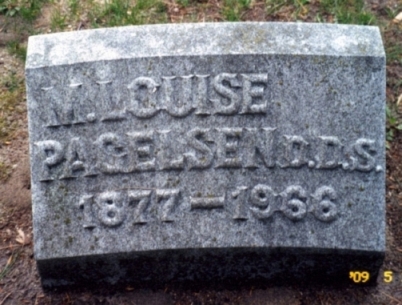 M. LOUISE
PAGELSEN D.D.S.
1877–1966
'09 5